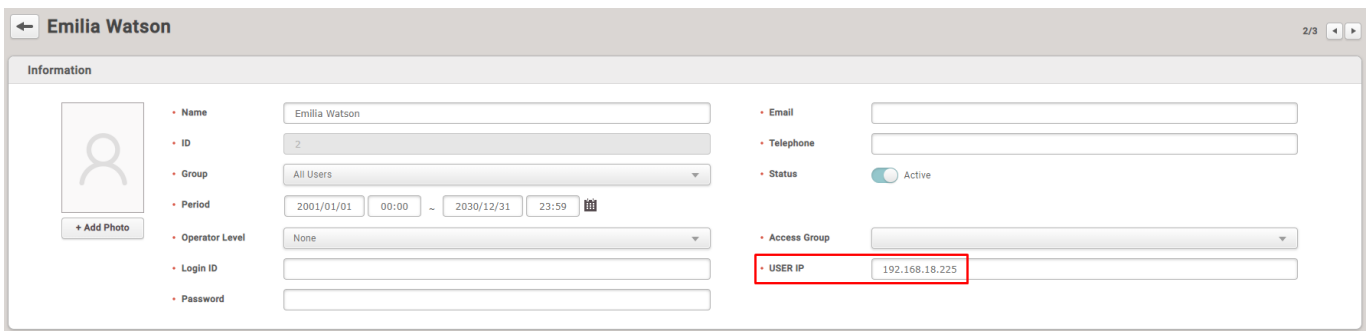 Emilia Watson
2/3
Information
+ Add Photo
Name Emilia Watson
ID 2
Group All Users
Period 2001/01/01 00:00 ~ 2030/12/31 23:59
Operator Level None
Login ID
Password
Email
Telephone
Status Active
Access Group
USER IP 192.168.18.225